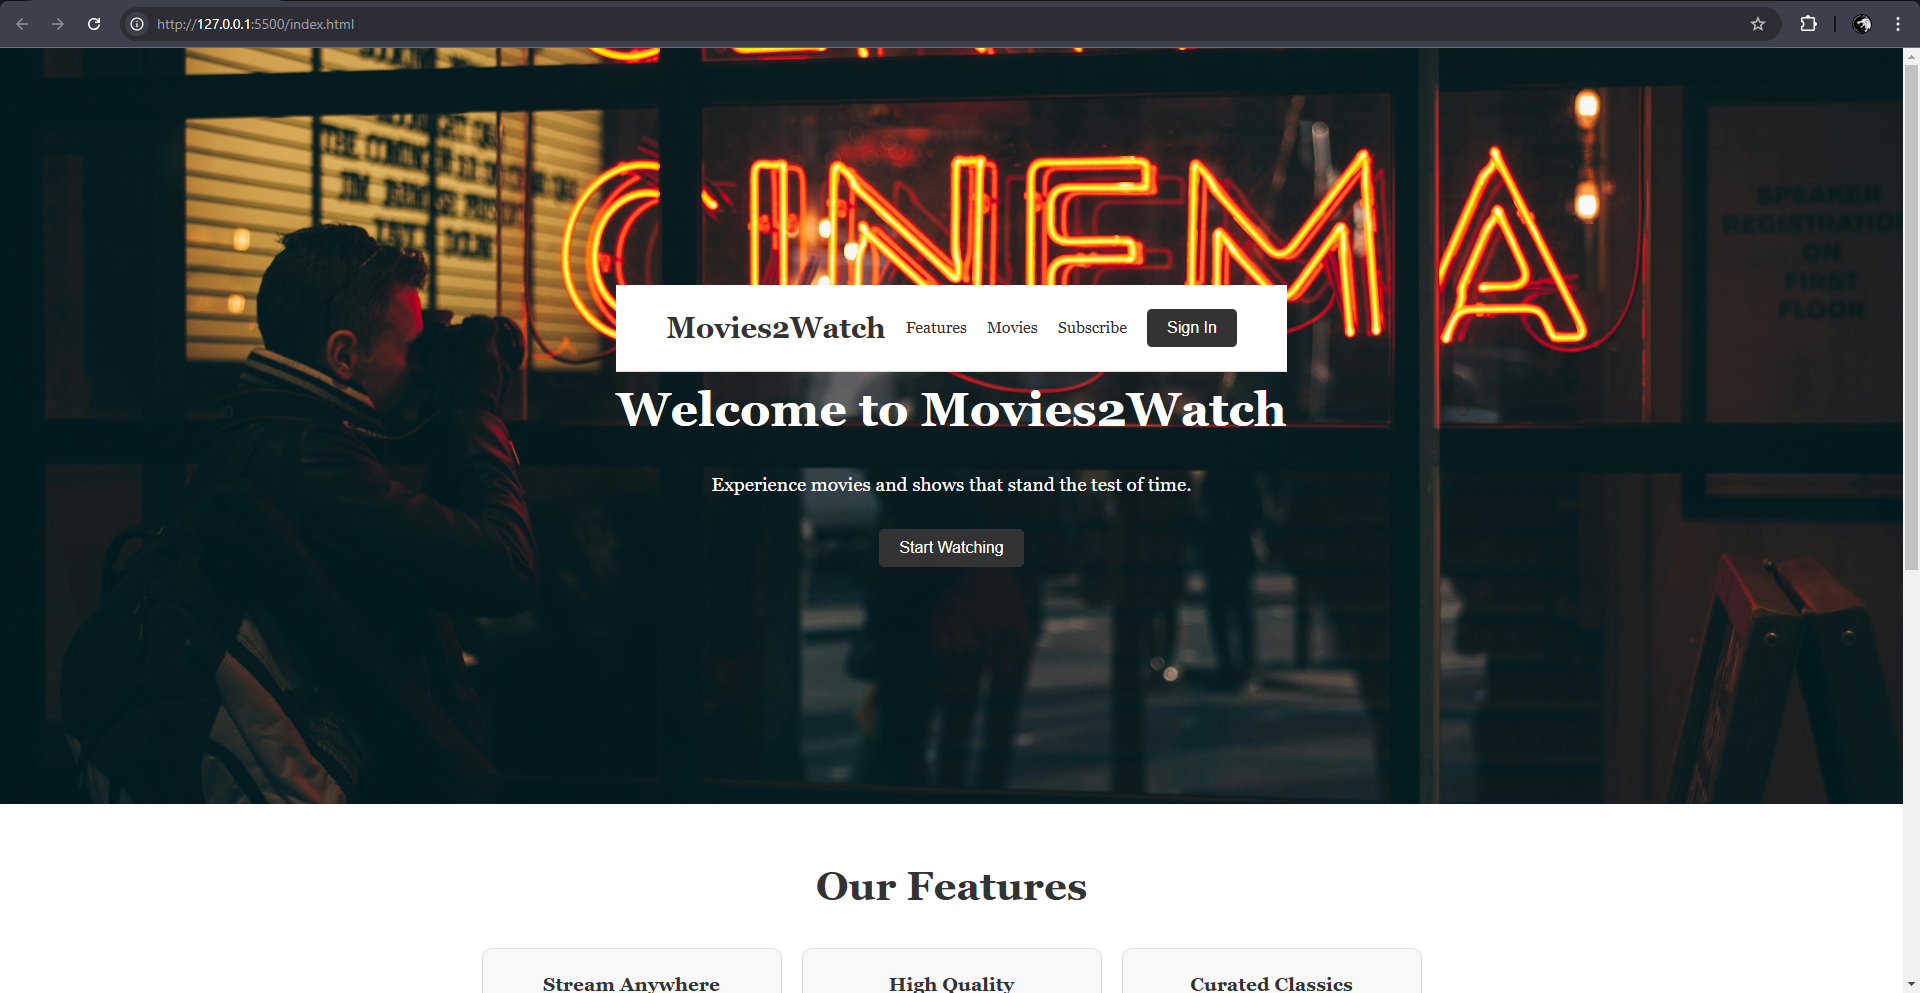 http://127.0.0.1:5500/index.html
CINEMA
SPEAKER
REGISTRATION
ON
FIRST
FLOOR
Movies2Watch Features Movies Subscribe Sign In
Welcome to Movies2Watch
Experience movies and shows that stand the test of time.
Start Watching
Our Features
Stream Anywhere High Quality Curated Classics